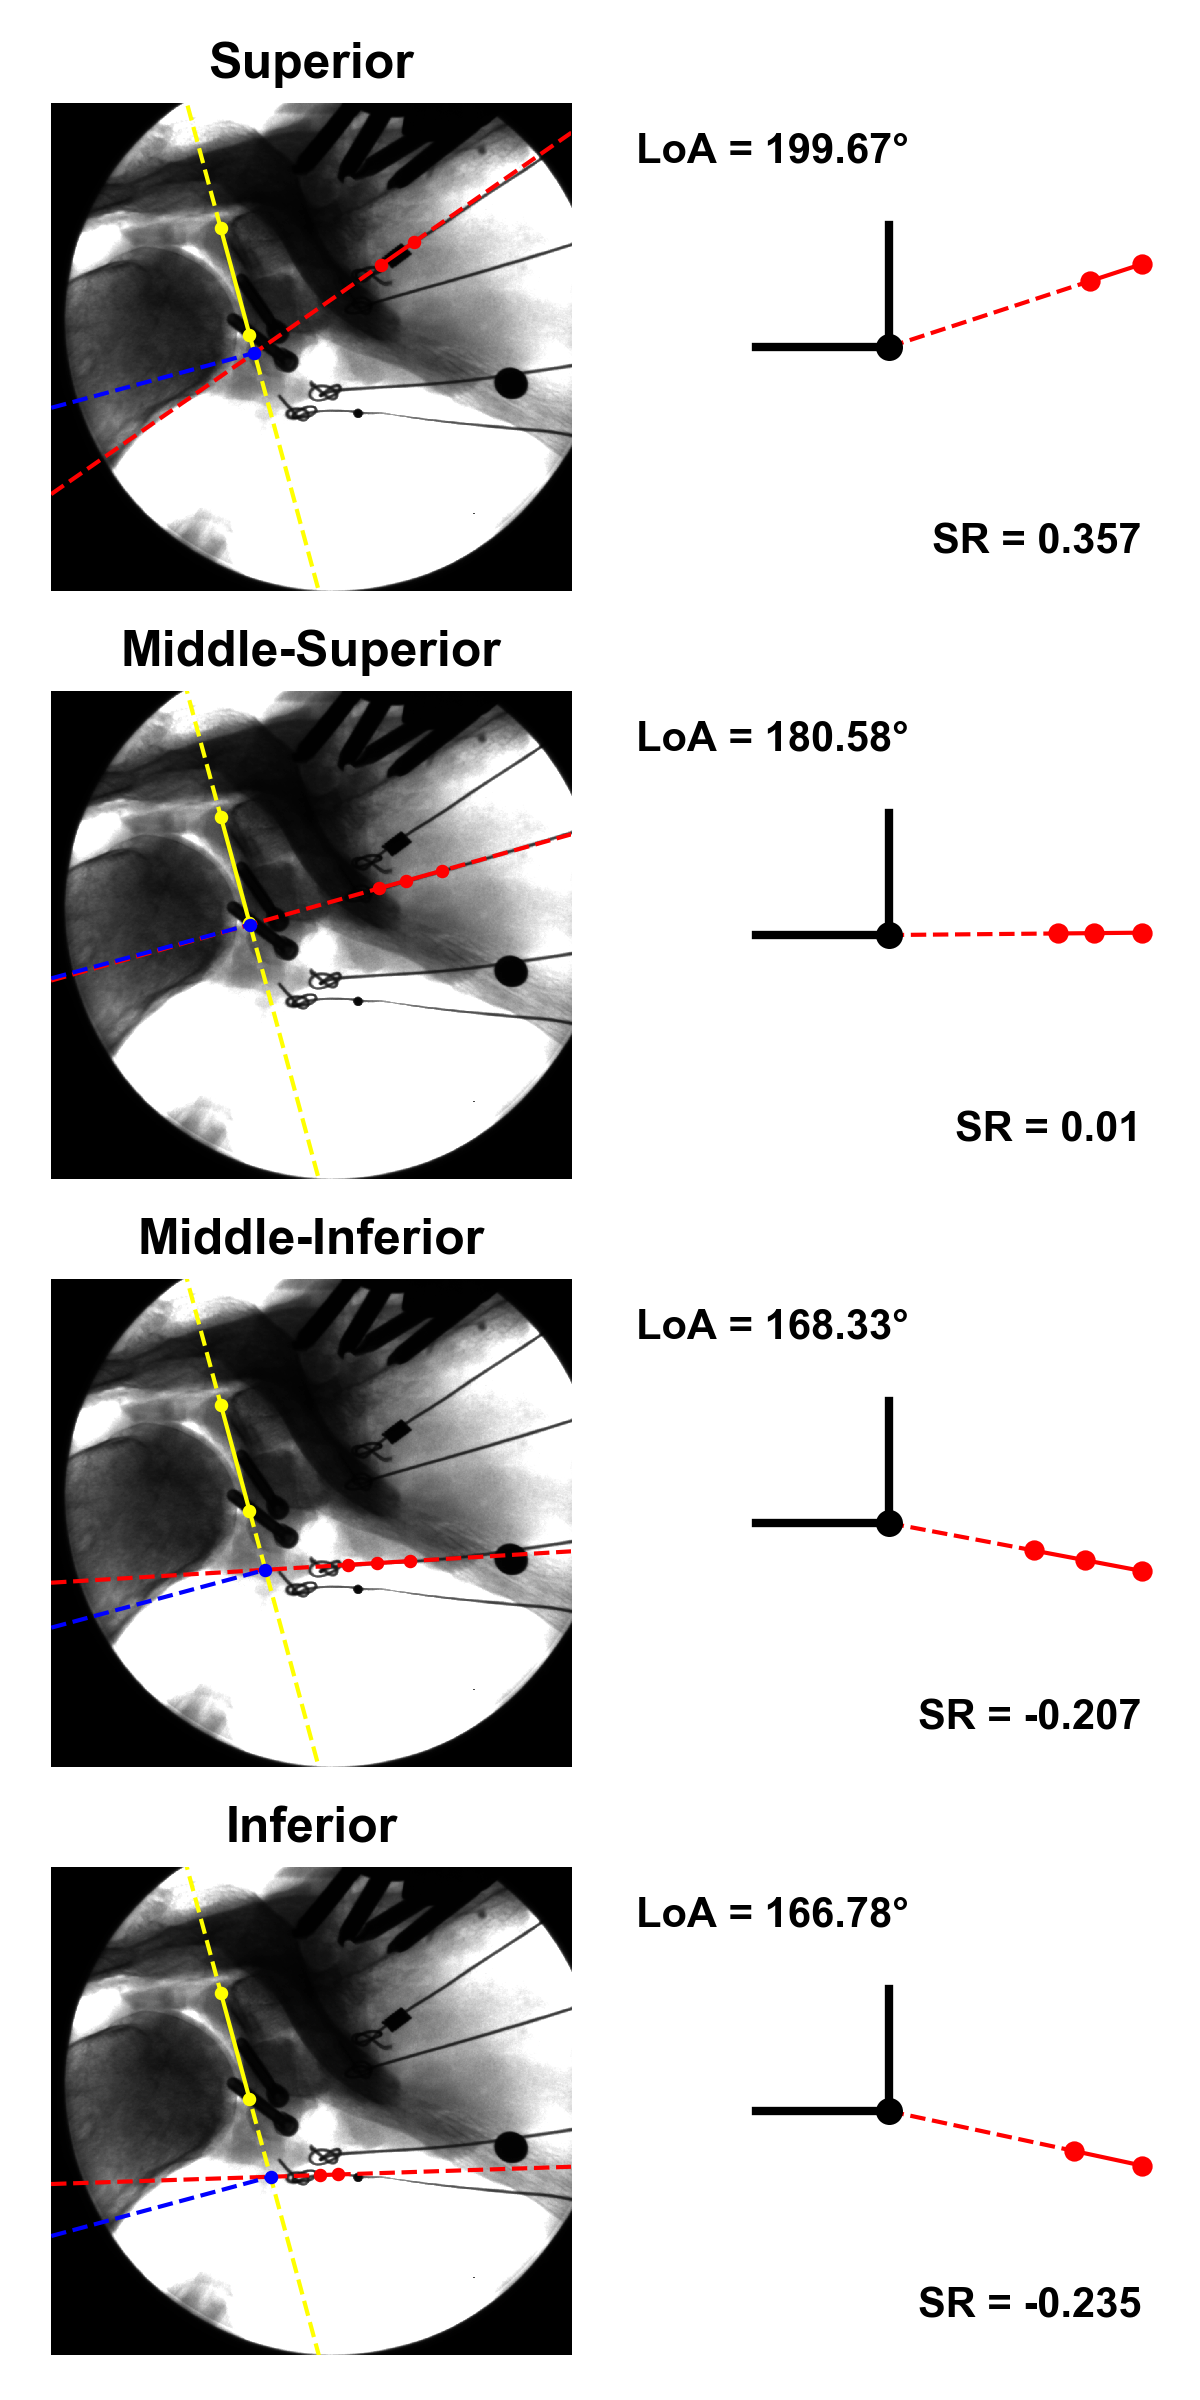 Superior
LoA = 199.67°
SR = 0.357
Middle-Superior
LoA = 180.58°
SR = 0.01
Middle-Inferior
LoA = 168.33°
SR = -0.207
Inferior
LoA = 166.78°
SR = -0.235